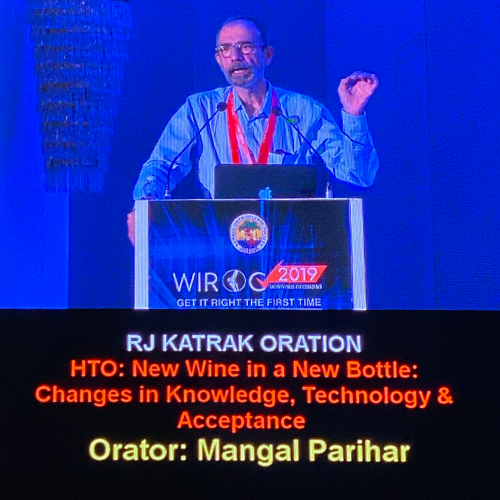 WIROC 2019
WINNING DECISIONS
GET IT RIGHT THE FIRST TIME
RJ KATRAK ORATION
HTO: New Wine in a New Bottle:
Changes in Knowledge, Technology &
Acceptance
Orator: Mangal Parihar